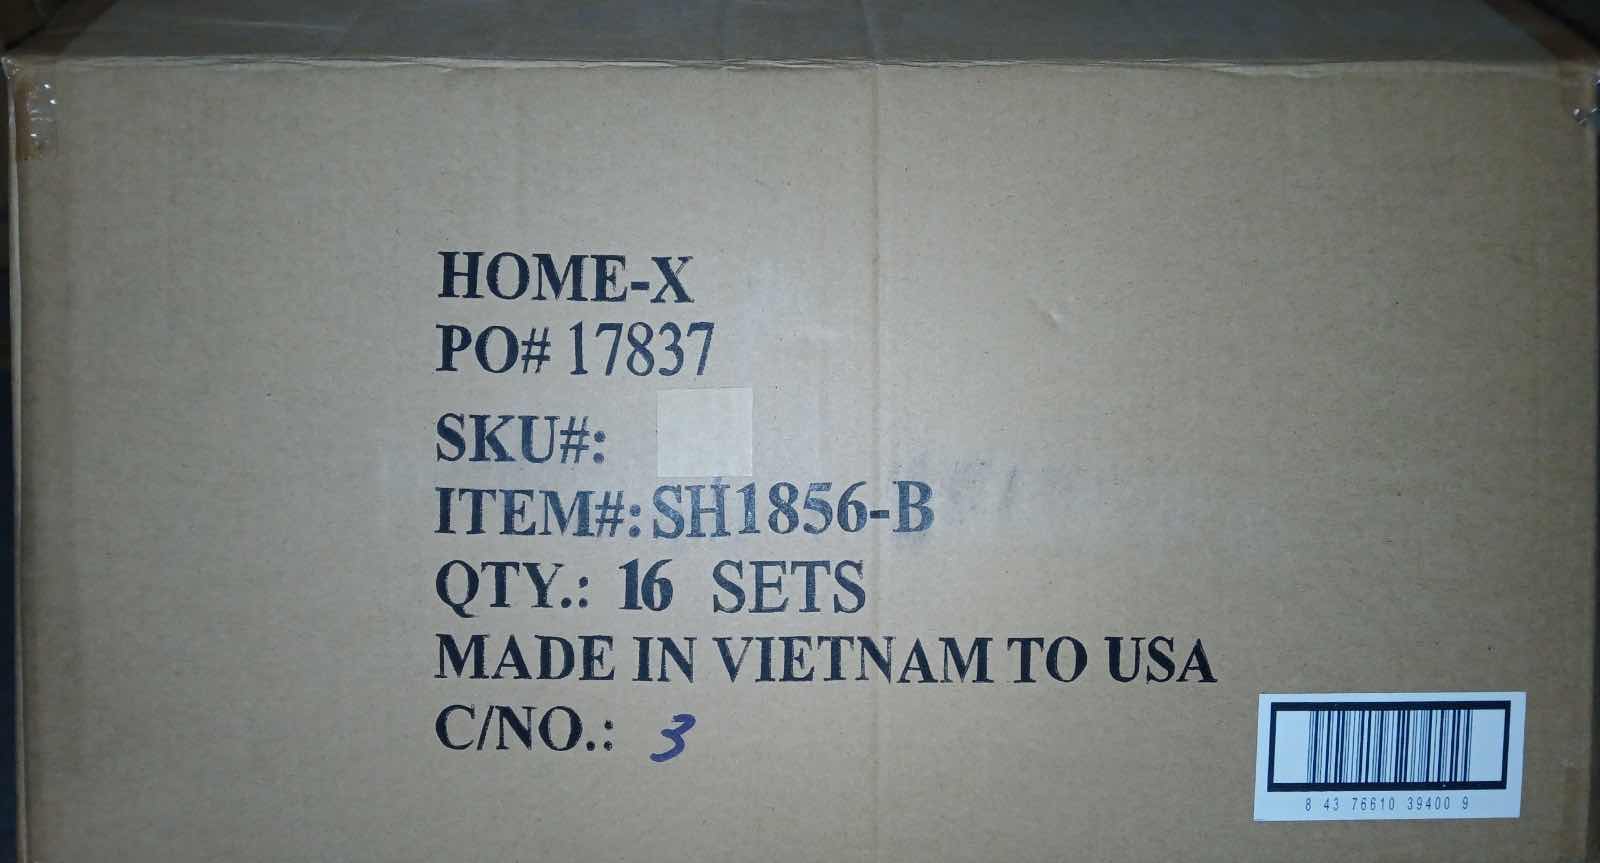 HOME-X
PO# 17837
SKU#:
ITEM#: SH1856-B
QTY.: 16 SETS
MADE IN VIETNAM TO USA
C/NO.: 3
8 43 76610 39400 9